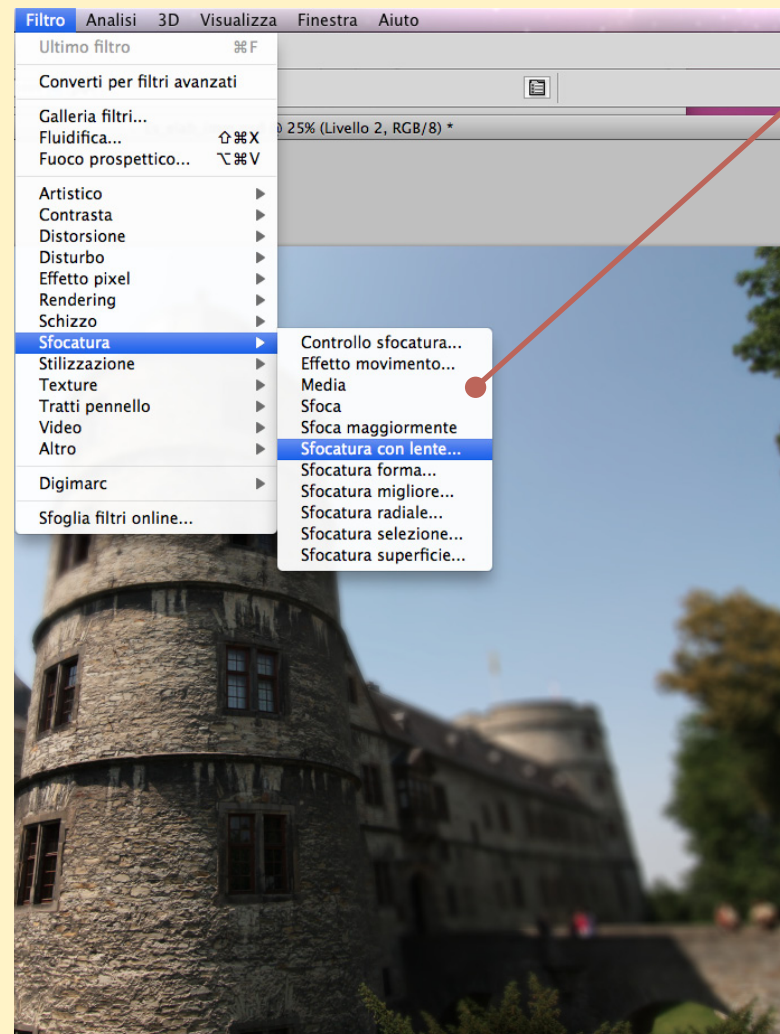 Filtro Analisi 3D Visualizza Finestra Aiuto
Ultimo filtro ⌘F
Converti per filtri avanzati
Galleria filtri...
Fluidifica... ⇧⌘X
Fuoco prospettico... ⌥⌘V
25% (Livello 2, RGB/8) *
Artistico
Contrasta
Distorsione
Disturbo
Effetto pixel
Rendering
Schizzo
Sfocatura
Stilizzazione
Texture
Tratti pennello
Video
Altro
Digimarc
Sfoglia filtri online...
Controllo sfocatura...
Effetto movimento...
Media
Sfoca
Sfoca maggiormente
Sfocatura con lente...
Sfocatura forma...
Sfocatura migliore...
Sfocatura radiale...
Sfocatura selezione...
Sfocatura superficie...